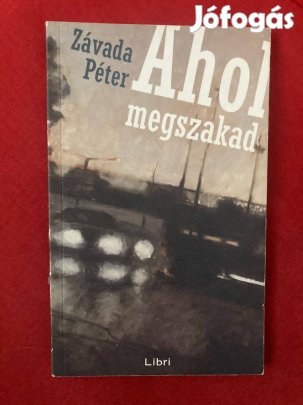 Jófogás
Závada
Péter
Ahol
megszakad
Libri